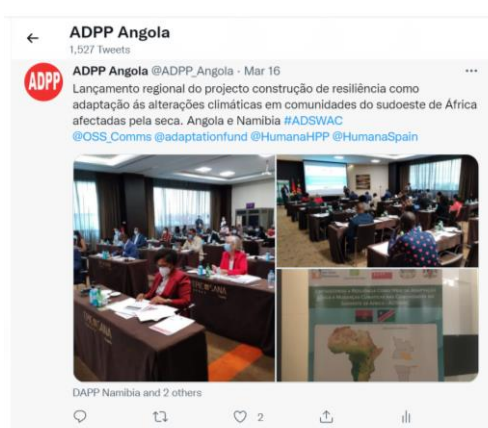 ADPP Angola
1,527 Tweets
ADPP
ADPP Angola @ADPP_Angola · Mar 16
Lançamento regional do projecto construção de resiliência como
adaptação ás alterações climáticas em comunidades do sudoeste de África
afectadas pela seca. Angola e Namibia #ADSWAC
@OSS_Comms @adaptationfund @HumanaHPP @HumanaSpain
DAPP Namibia and 2 others
2